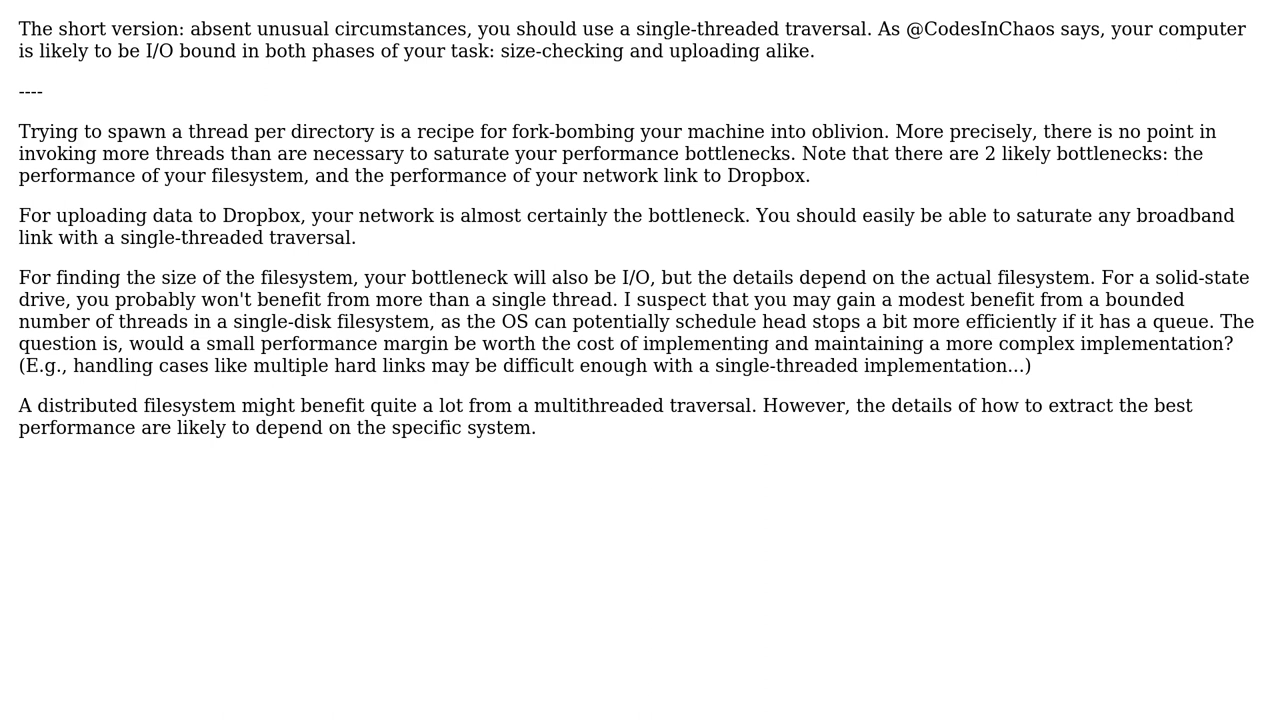 The short version: absent unusual circumstances, you should use a single-threaded traversal. As @CodesInChaos says, your computer
is likely to be I/O bound in both phases of your task: size-checking and uploading alike.
----
Trying to spawn a thread per directory is a recipe for fork-bombing your machine into oblivion. More precisely, there is no point in
invoking more threads than are necessary to saturate your performance bottlenecks. Note that there are 2 likely bottlenecks: the
performance of your filesystem, and the performance of your network link to Dropbox.
For uploading data to Dropbox, your network is almost certainly the bottleneck. You should easily be able to saturate any broadband
link with a single-threaded traversal.
For finding the size of the filesystem, your bottleneck will also be I/O, but the details depend on the actual filesystem. For a solid-state
drive, you probably won't benefit from more than a single thread. I suspect that you may gain a modest benefit from a bounded
number of threads in a single-disk filesystem, as the OS can potentially schedule head stops a bit more efficiently if it has a queue. The
question is, would a small performance margin be worth the cost of implementing and maintaining a more complex implementation?
(E.g., handling cases like multiple hard links may be difficult enough with a single-threaded implementation...)
A distributed filesystem might benefit quite a lot from a multithreaded traversal. However, the details of how to extract the best
performance are likely to depend on the specific system.